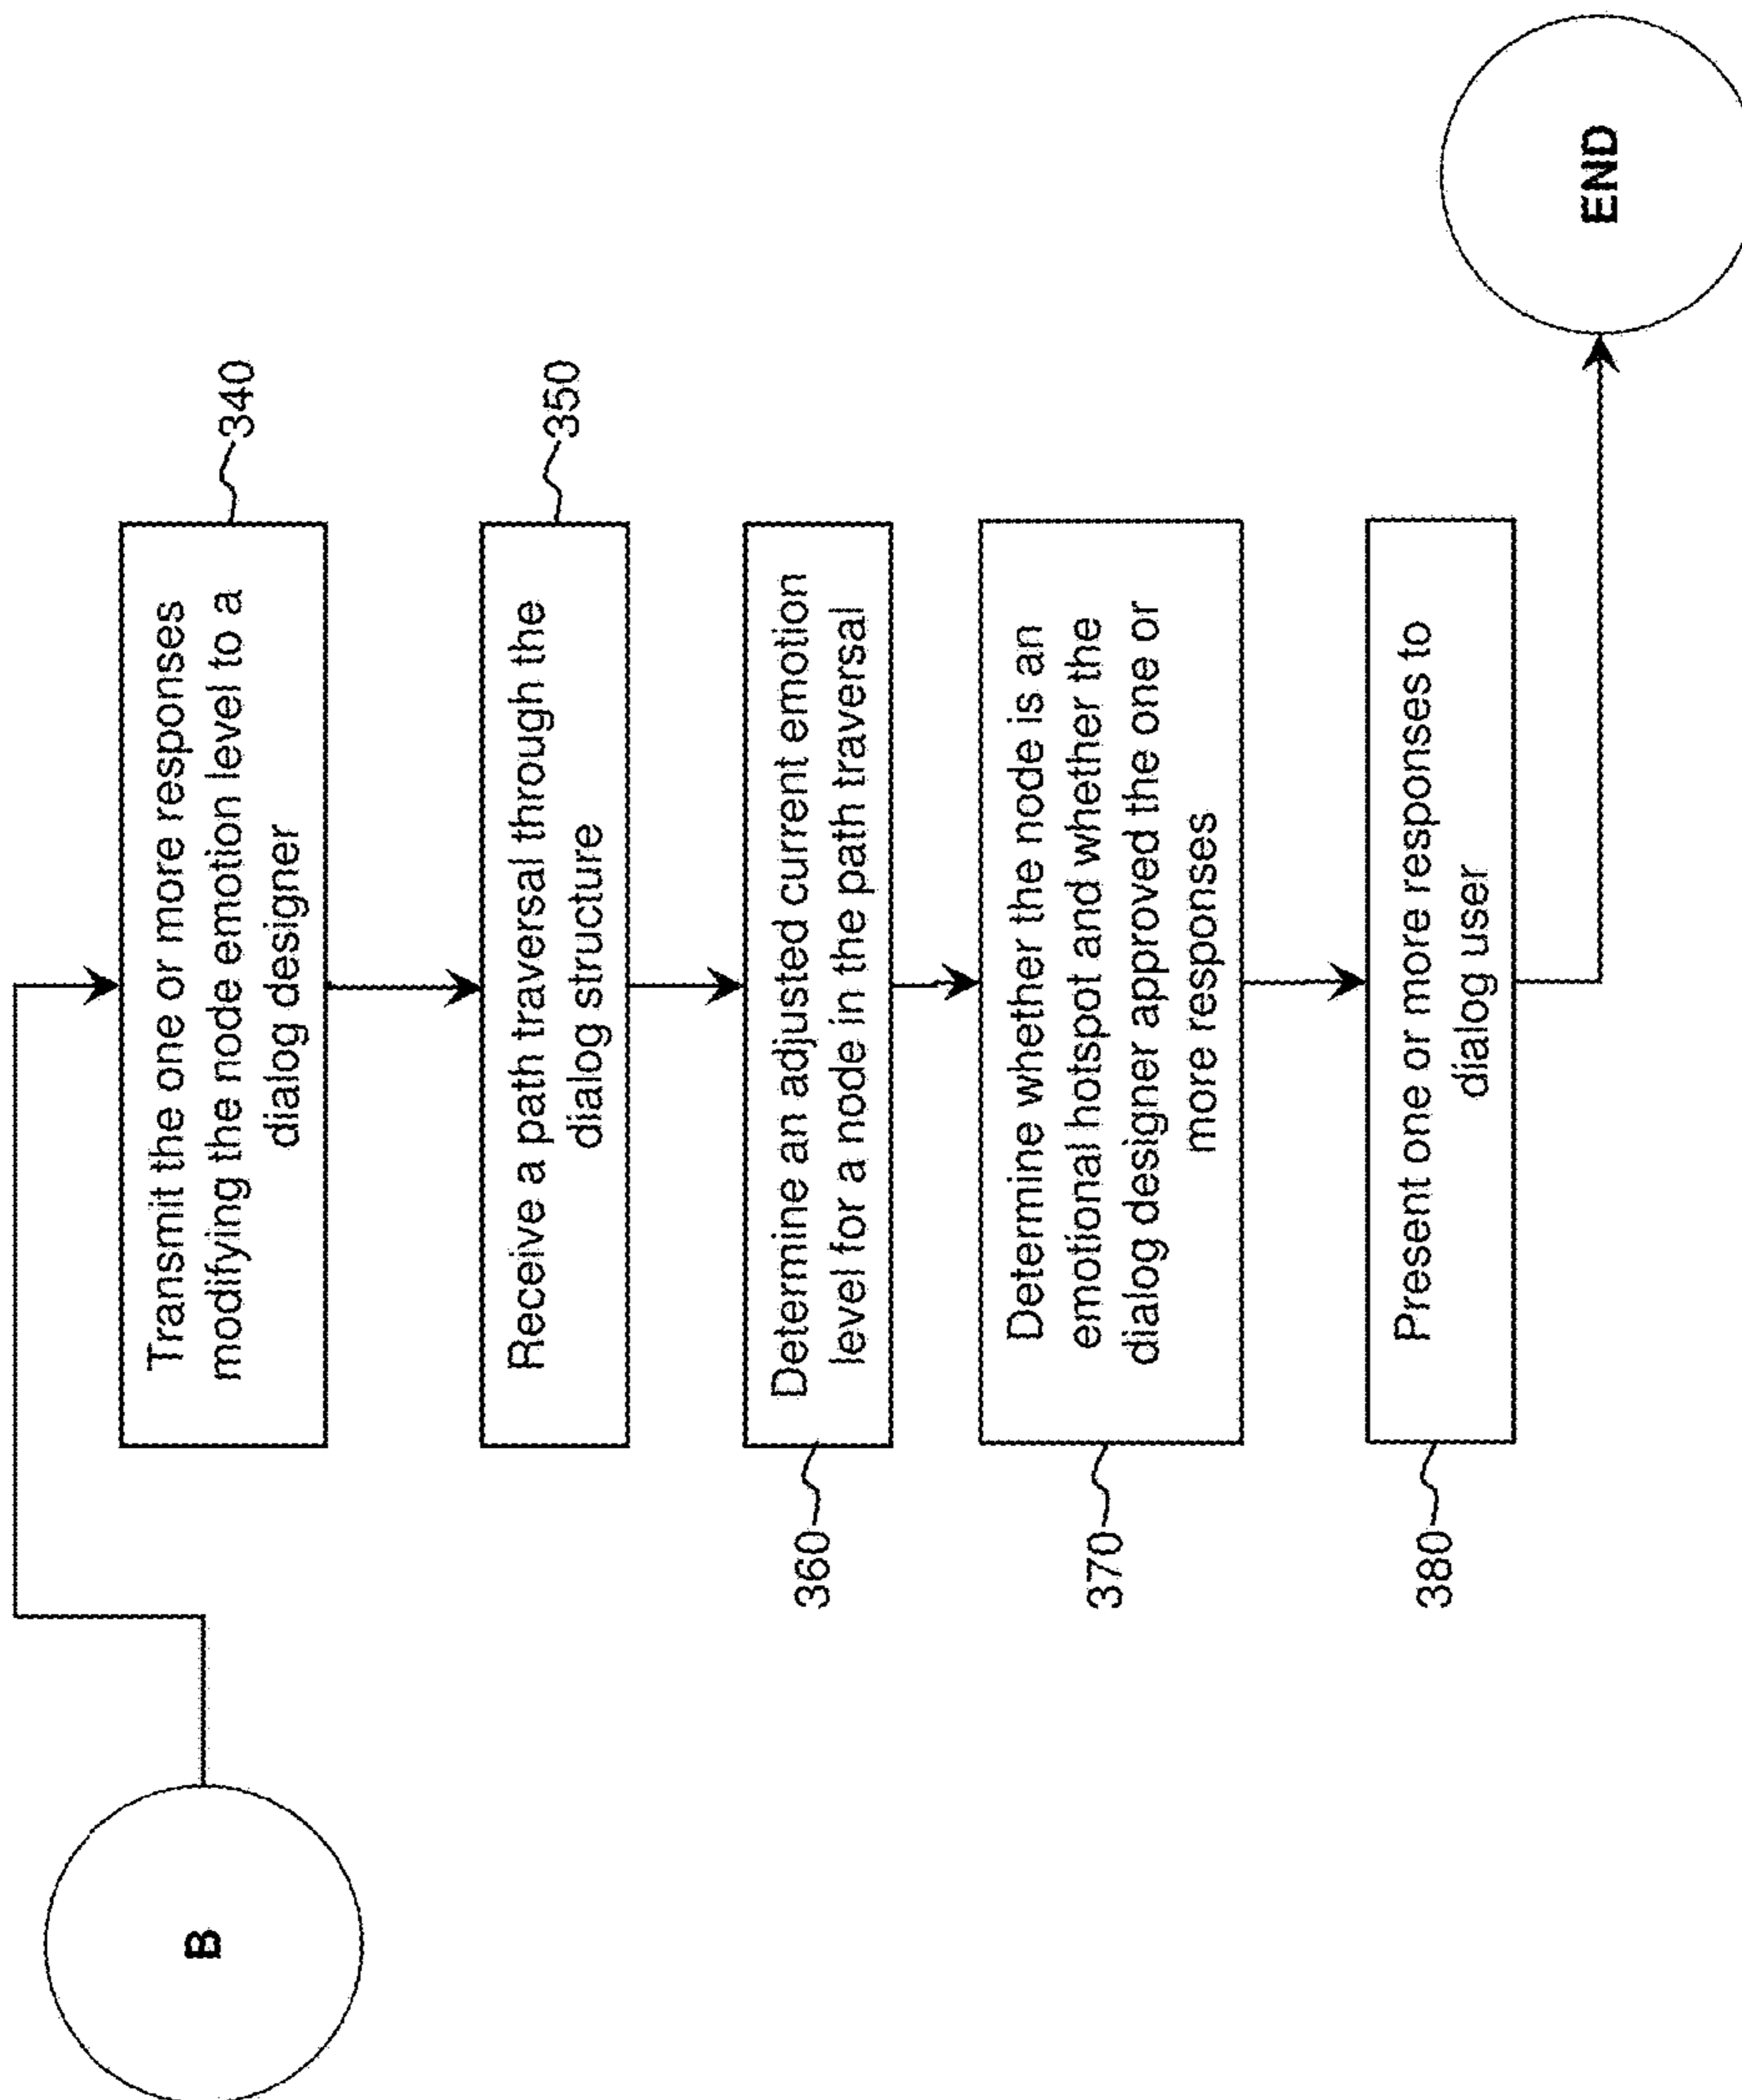 B
Transmit the one or more responses
modifying the node emotion level to a
dialog designer
340
Receive a path traversal through the
dialog structure
350
Determine an adjusted current emotion
level for a node in the path traversal
360
Determine whether the node is an
emotional hotspot and whether the
dialog designer approved the one or
more responses
370
Present one or more responses to
dialog user
380
END